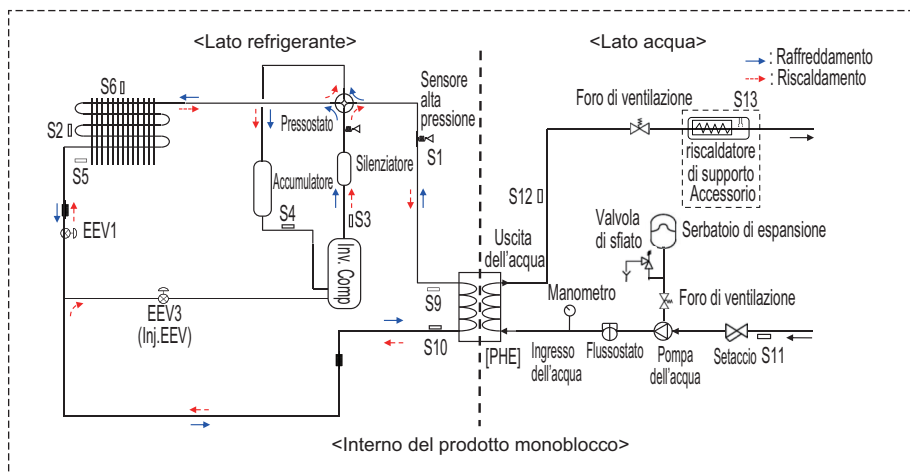 <Lato refrigerante>
<Lato acqua>
: Raffreddamento
: Riscaldamento
S6
S2
S5
EEV1
EEV3
(Inj.EEV)
Pressostato
Accumulatore
S4
Silenziatore
S3
Inv. Comp
Sensore
alta
pressione
S1
S9
S10
[PHE]
Uscita
dell'acqua
S12
Foro di ventilazione
S13
riscaldatore
di supporto
Accessorio
Valvola
di sfiato
Serbatoio di espansione
Foro di ventilazione
Manometro
Ingresso
dell'acqua
Flussostato
Pompa
dell'acqua
Setaccio
S11
<Interno del prodotto monoblocco>